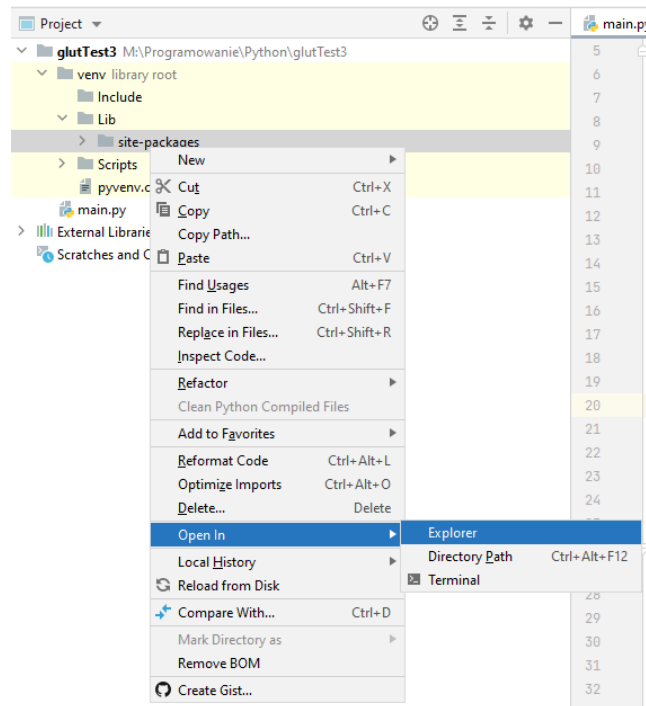 Project
main.py
5
glutTest3 M:\Programowanie\Python\glutTest3
6
venv library root
7
Include
8
Lib
9
site-packages
10
Scripts
11
pyvenv.c
12
main.py
13
External Librarie
14
Scratches and C
15
16
17
18
19
20
21
22
23
24
28
29
30
31
32
New
Cut Ctrl+X
Copy Ctrl+C
Copy Path...
Paste Ctrl+V
Find Usages Alt+F7
Find in Files... Ctrl+Shift+F
Replace in Files... Ctrl+Shift+R
Inspect Code...
Refactor
Clean Python Compiled Files
Add to Favorites
Reformat Code Ctrl+Alt+L
Optimize Imports Ctrl+Alt+O
Delete... Delete
Open In
Local History
Reload from Disk
Compare With... Ctrl+D
Mark Directory as
Remove BOM
Create Gist...
Explorer
Directory Path Ctrl+Alt+F12
Terminal